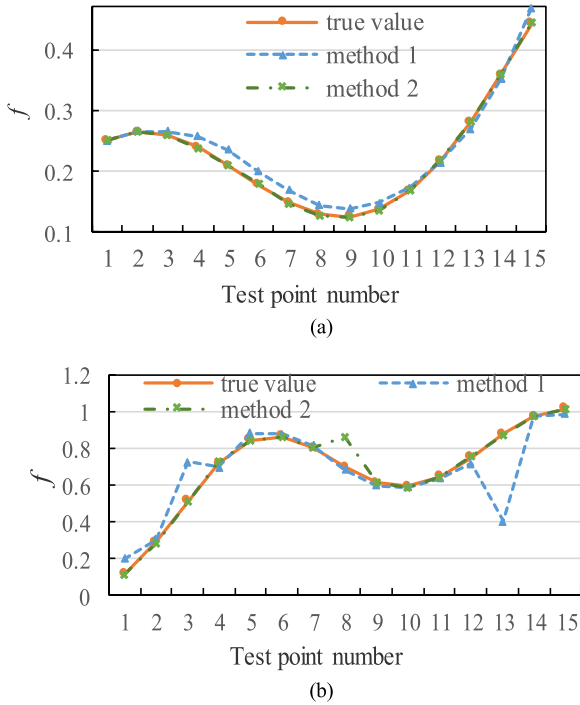 true value
method 1
method 2
0.4
0.3
0.2
0.1
f
1 2 3 4 5 6 7 8 9 10 11 12 13 14 15
Test point number
(a)
true value method 1
method 2
1.2
1
0.8
0.6
0.4
0.2
0
f
1 2 3 4 5 6 7 8 9 10 11 12 13 14 15
Test point number
(b)